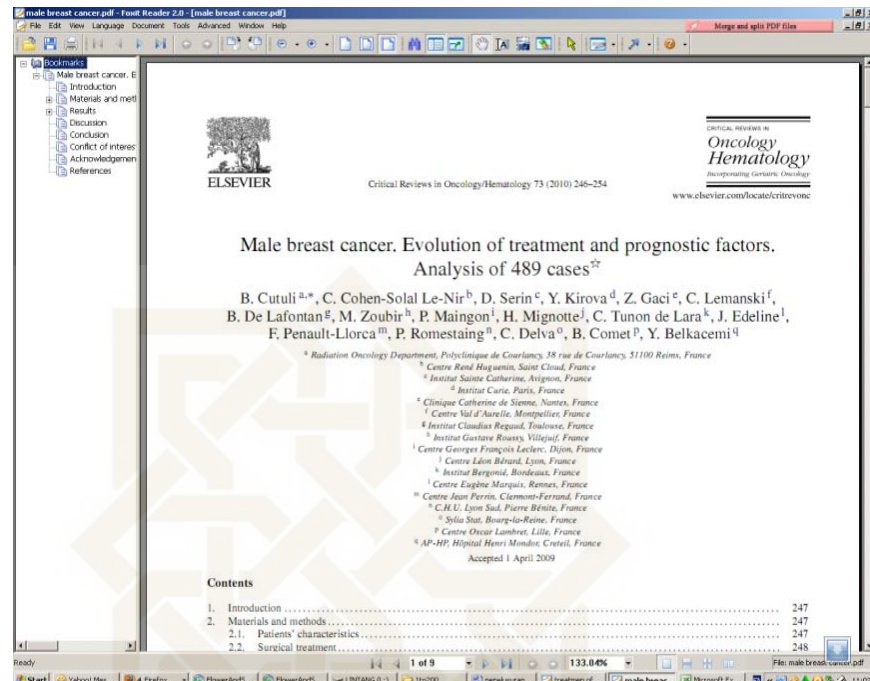 male breast cancer.pdf - Foxit Reader 2.0 - [male breast cancer.pdf]
File Edit View Language Document Tools Advanced Window Help
Merge and split PDF files
Bookmarks
Male breast cancer. E
Introduction
Materials and meth
Results
Discussion
Conclusion
Conflict of interes
Acknowledgemen
References
ELSEVIER
Critical Reviews in Oncology/Hematology 73 (2010) 246–254
CRITICAL REVIEWS IN
Oncology
Hematology
Incorporating Geriatric Oncology
www.elsevier.com/locate/critrevonc
Male breast cancer. Evolution of treatment and prognostic factors.
Analysis of 489 cases☆
B. Cutuli a,*, C. Cohen-Solal Le-Nir b, D. Serin c, Y. Kirova d, Z. Gaci e, C. Lemanski f,
B. De Lafontan g, M. Zoubir h, P. Maingon i, H. Mignotte j, C. Tunon de Lara k, J. Edeline l,
F. Penault-Llorca m, P. Romestaing n, C. Delva o, B. Comet p, Y. Belkacemi q
a Radiation Oncology Department, Polyclinique de Courlancy, 38 rue de Courlancy, 51100 Reims, France
b Centre René Huguenin, Saint Cloud, France
c Institut Sainte Catherine, Avignon, France
d Institut Curie, Paris, France
e Clinique Catherine de Sienne, Nantes, France
f Centre Val d'Aurelle, Montpellier, France
g Institut Claudius Regaud, Toulouse, France
h Institut Gustave Roussy, Villejuif, France
i Centre Georges François Leclerc, Dijon, France
j Centre Léon Bérard, Lyon, France
k Institut Bergonié, Bordeaux, France
l Centre Eugène Marquis, Rennes, France
m Centre Jean Perrin, Clermont-Ferrand, France
n C.H.U. Lyon Sud, Pierre Bénite, France
o Sylia Stat, Bourg-la-Reine, France
p Centre Oscar Lambret, Lille, France
q AP-HP, Hôpital Henri Mondor, Creteil, France
Accepted 1 April 2009
Contents
1. Introduction 247
2. Materials and methods 247
2.1. Patients' characteristics 247
2.2. Surgical treatment 248
Ready
1 of 9
133.04%
File: male breast cancer.pdf
Start